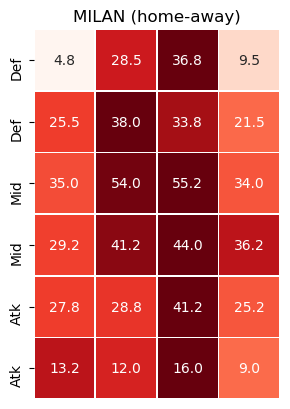 MILAN (home-away)
Def 4.8 28.5 36.8 9.5
Def 25.5 38.0 33.8 21.5
Mid 35.0 54.0 55.2 34.0
Mid 29.2 41.2 44.0 36.2
Atk 27.8 28.8 41.2 25.2
Atk 13.2 12.0 16.0 9.0